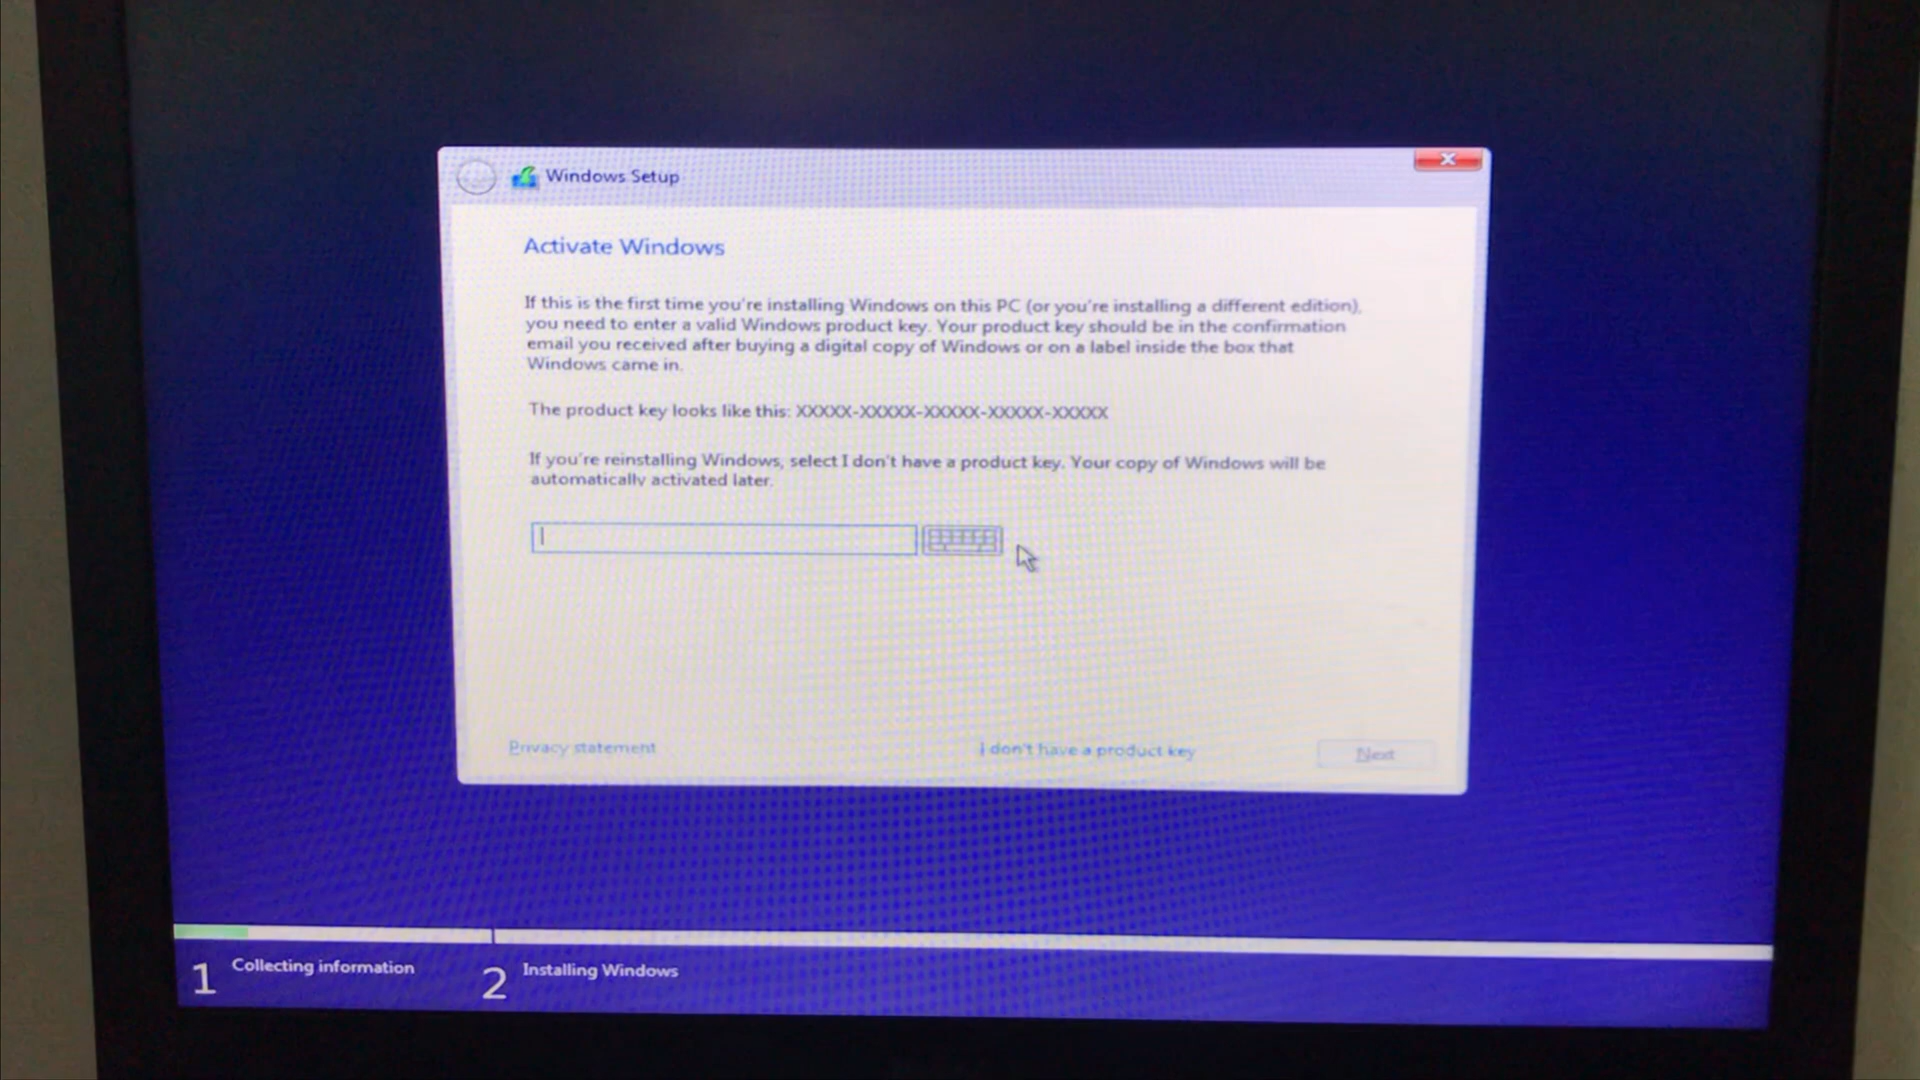 Windows Setup
Activate Windows
If this is the first time you're installing Windows on this PC (or you're installing a different edition),
you need to enter a valid Windows product key. Your product key should be in the confirmation
email you received after buying a digital copy of Windows or on a label inside the box that
Windows came in.
The product key looks like this: XXXXX-XXXXX-XXXXX-XXXXX-XXXXX
If you're reinstalling Windows, select I don't have a product key. Your copy of Windows will be
automatically activated later.
Privacy statement
I don't have a product key
Next
1 Collecting information
2 Installing Windows